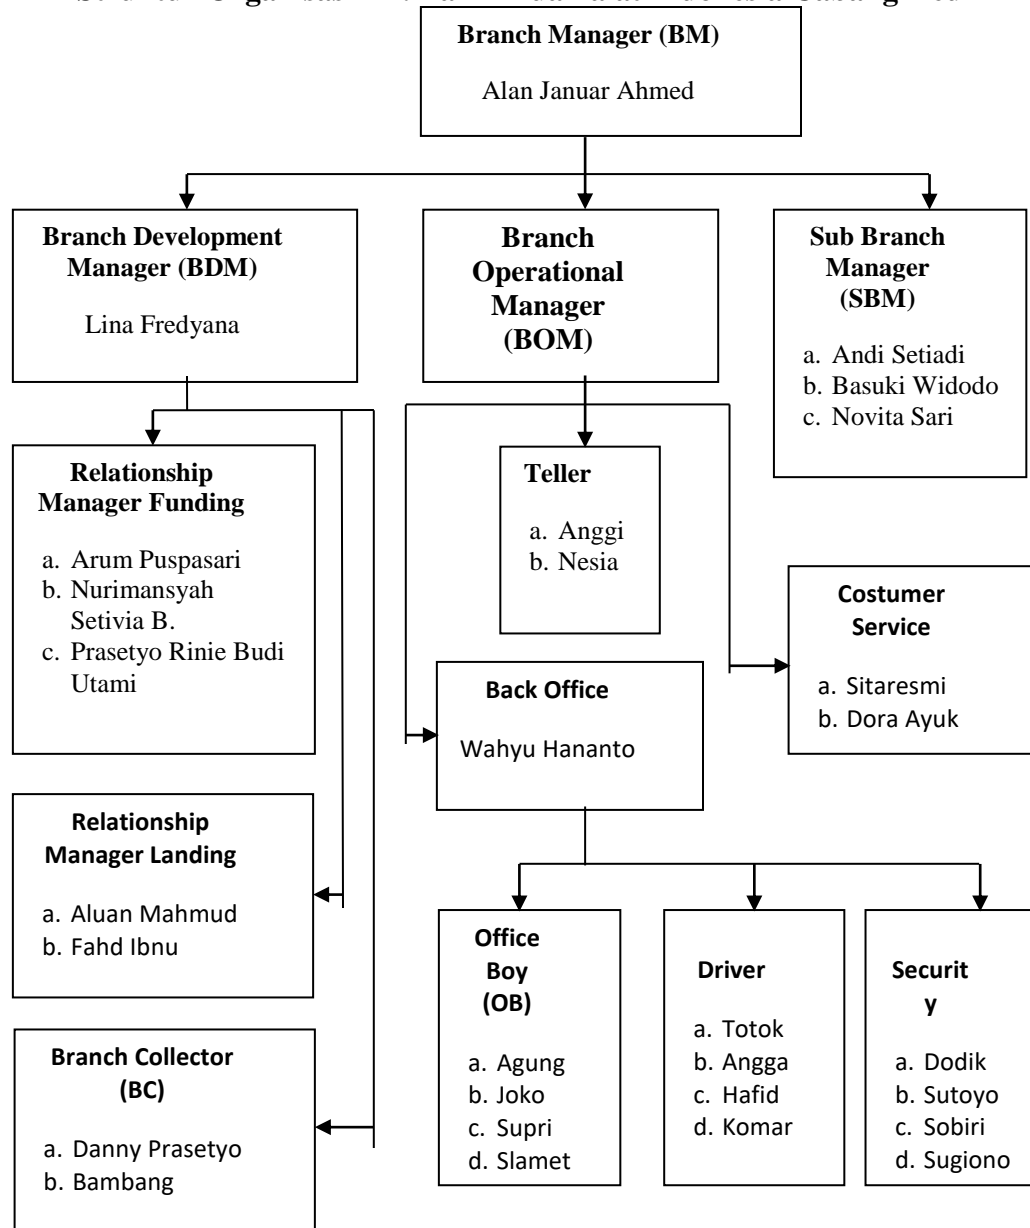 Branch Manager (BM)
Alan Januar Ahmed
Branch Development
Manager (BDM)
Lina Fredyana
Branch
Operational
Manager
(BOM)
Sub Branch
Manager
(SBM)
a. Andi Setiadi
b. Basuki Widodo
c. Novita Sari
Relationship
Manager Funding
a. Arum Puspasari
b. Nurimansyah
Setivia B.
c. Prasetyo Rinie Budi
Utami
Teller
a. Anggi
b. Nesia
Costumer
Service
a. Sitaresmi
b. Dora Ayuk
Back Office
Wahyu Hananto
Relationship
Manager Landing
a. Aluan Mahmud
b. Fahd Ibnu
Branch Collector
(BC)
a. Danny Prasetyo
b. Bambang
Office
Boy
(OB)
a. Agung
b. Joko
c. Supri
d. Slamet
Driver
a. Totok
b. Angga
c. Hafid
d. Komar
Securit
y
a. Dodik
b. Sutoyo
c. Sobiri
d. Sugiono